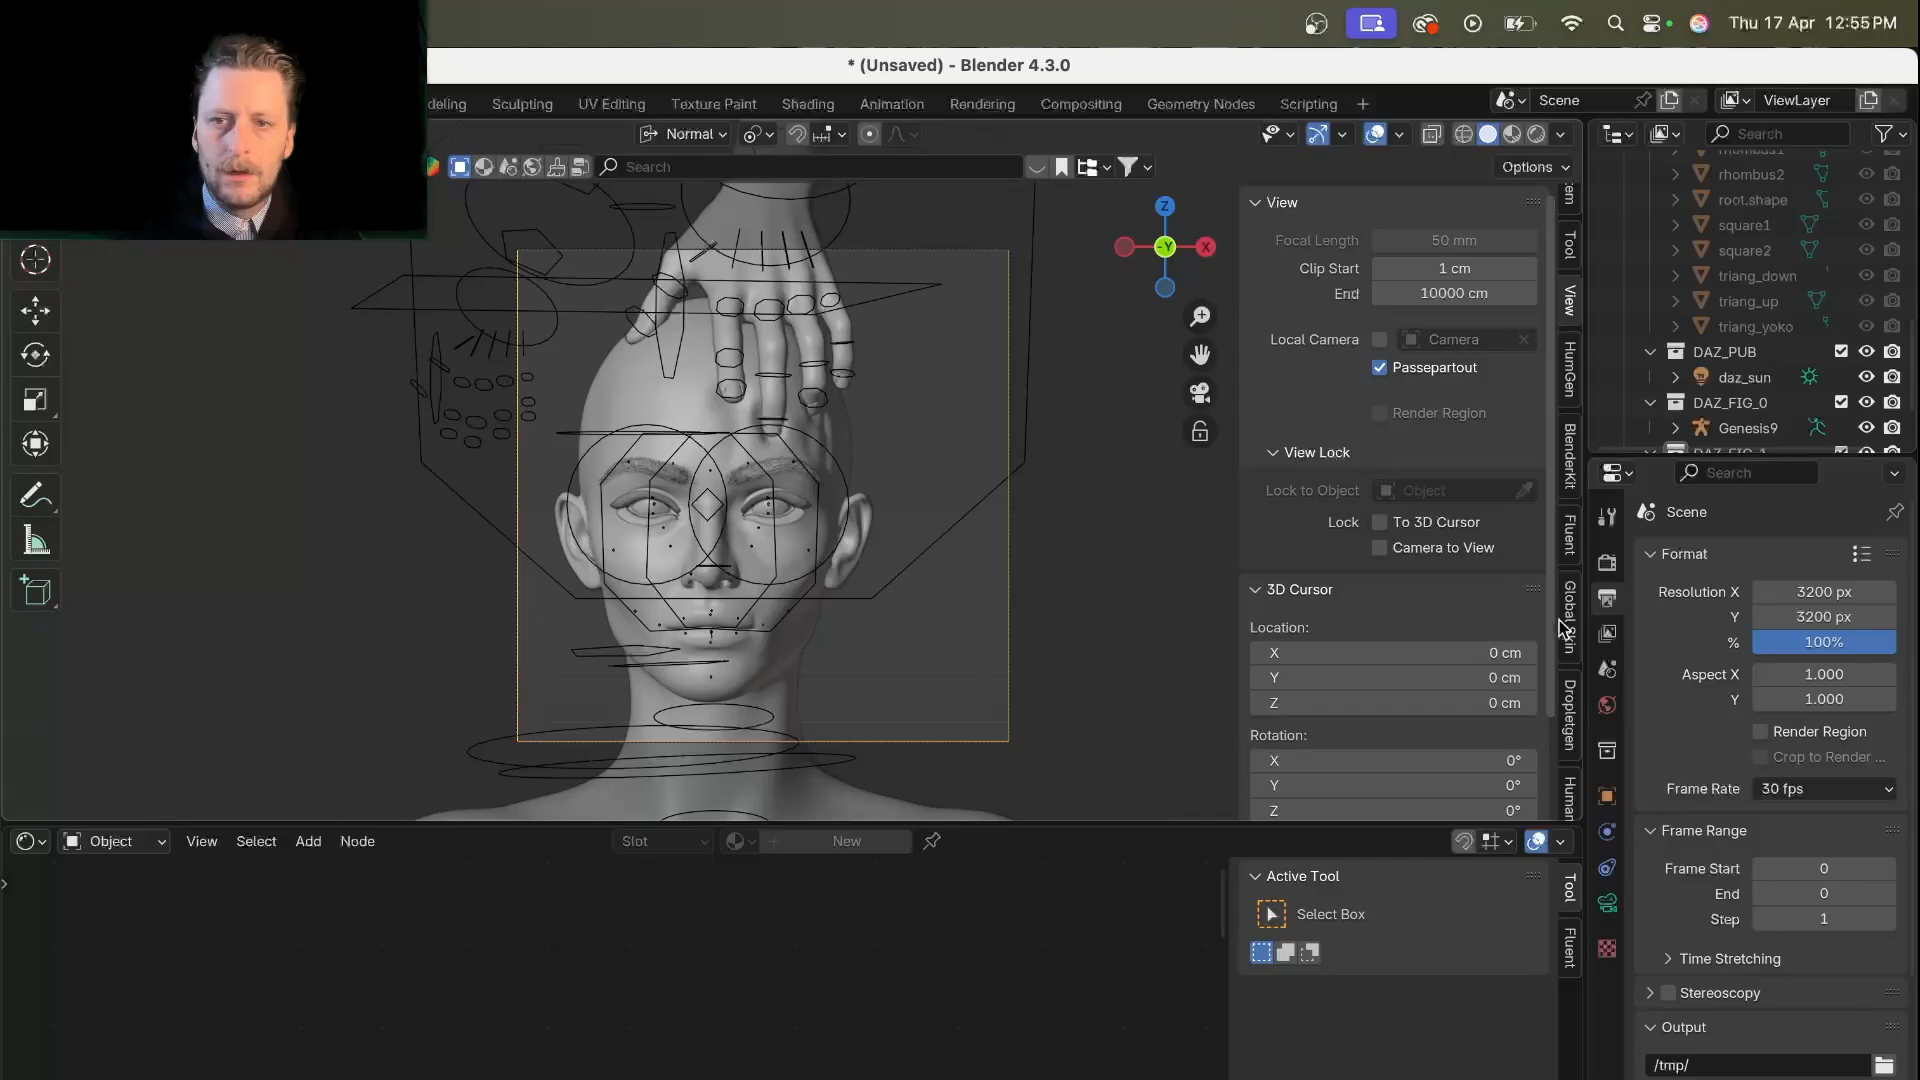 Thu 17 Apr 12:55PM
* (Unsaved) - Blender 4.3.0
deling Sculpting UV Editing Texture Paint Shading Animation Rendering Compositing Geometry Nodes Scripting +
Scene
ViewLayer
Normal
Search
Search
Options
View
Focal Length 50 mm
Clip Start 1 cm
End 10000 cm
Local Camera Camera
Passepartout
Render Region
View Lock
Lock to Object Object
Lock To 3D Cursor
Camera to View
3D Cursor
Location:
X 0 cm
Y 0 cm
Z 0 cm
Rotation:
X 0°
Y 0°
Z 0°
Z
-Y
X
Tool
View
HumGen
BlenderKit
Fluent
Global Skin
Dropletgen
Human
rhombus1
rhombus2
root.shape
square1
square2
triang_down
triang_up
triang_yoko
DAZ_PUB
daz_sun
DAZ_FIG_0
Genesis9
Search
Scene
Format
Resolution X 3200 px
Y 3200 px
% 100%
Aspect X 1.000
Y 1.000
Render Region
Crop to Render ...
Frame Rate 30 fps
Frame Range
Frame Start 0
End 0
Step 1
Time Stretching
Stereoscopy
Output
/tmp/
Object View Select Add Node Slot New
Active Tool
Select Box
Tool
Fluent